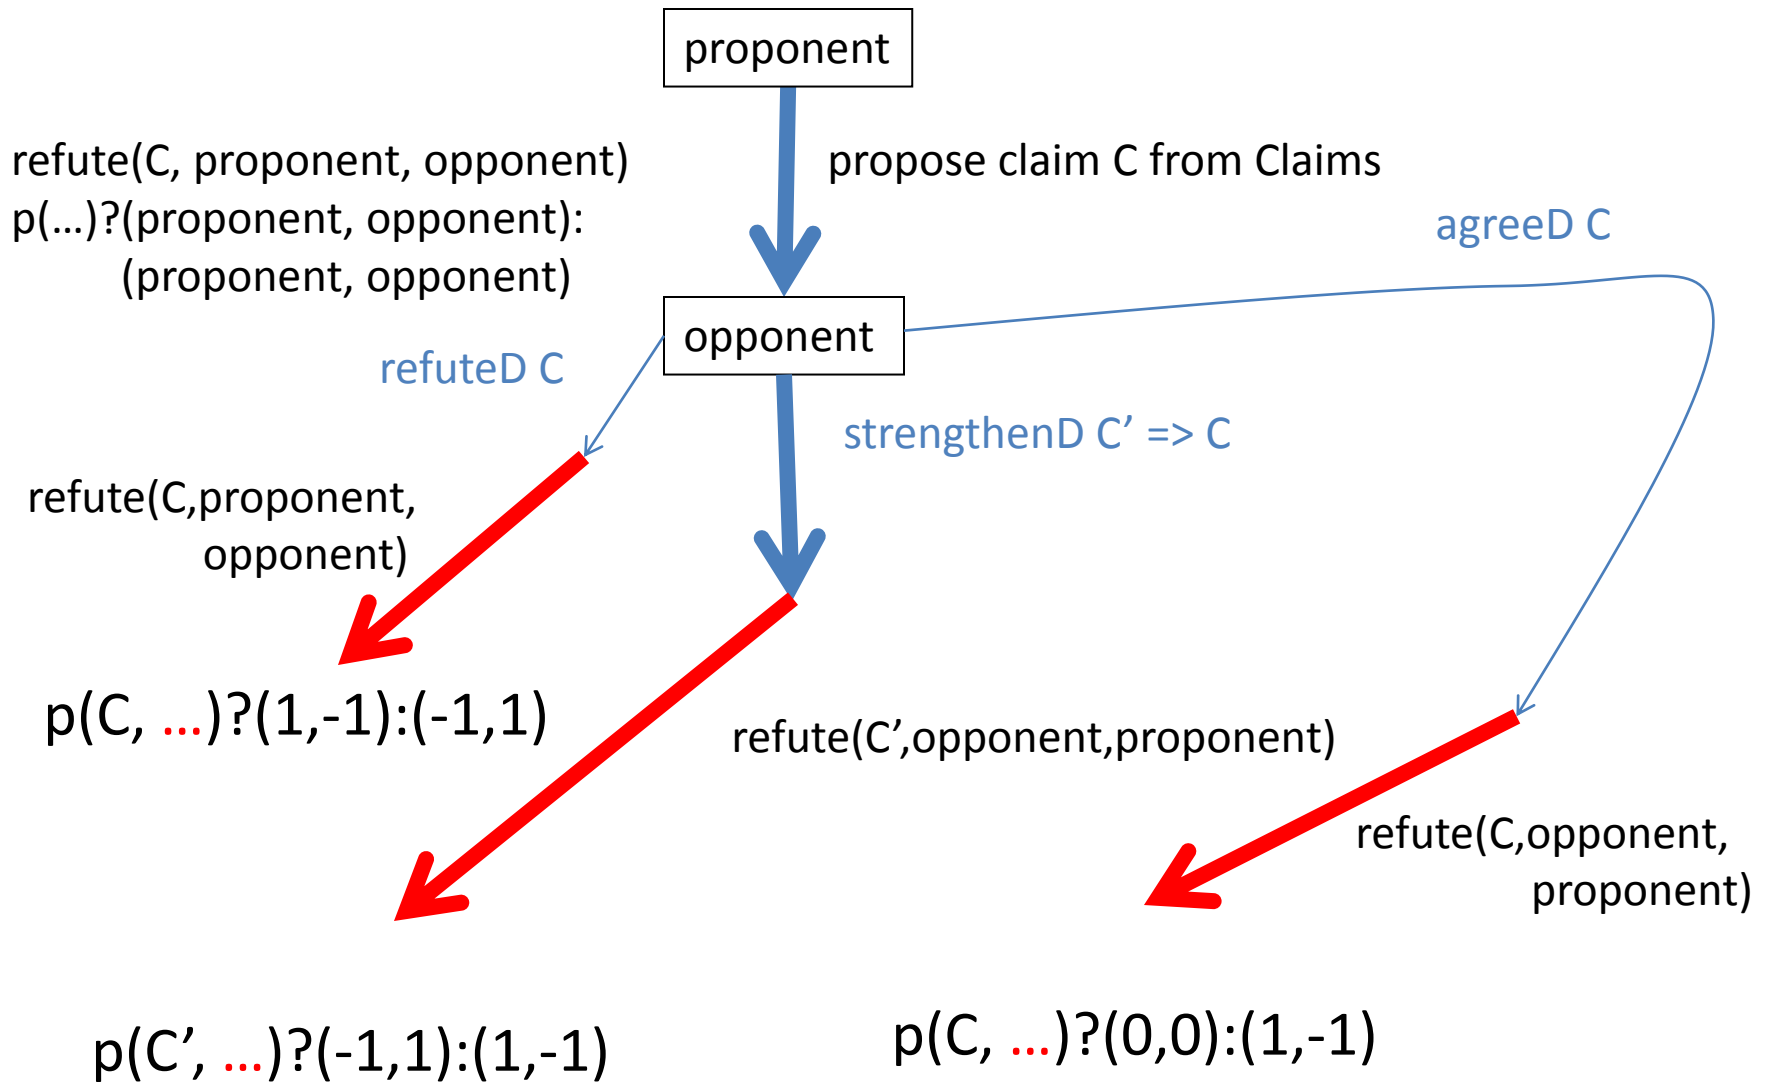 proponent
refute(C, proponent, opponent)
p(…)?(proponent, opponent):
(proponent, opponent)
propose claim C from Claims
agreeD C
opponent
refuteD C
strengthenD C’ => C
refute(C,proponent,
opponent)
p(C, …)?(1,-1):(-1,1)
refute(C’,opponent,proponent)
refute(C,opponent,
proponent)
p(C’, …)?(-1,1):(1,-1)
p(C, …)?(0,0):(1,-1)